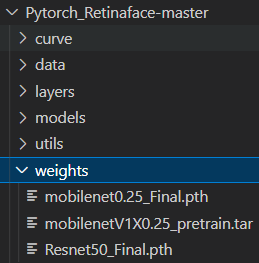 Pytorch_Retinaface-master
curve
data
layers
models
utils
weights
mobilenet0.25_Final.pth
mobilenetV1X0.25_pretrain.tar
Resnet50_Final.pth